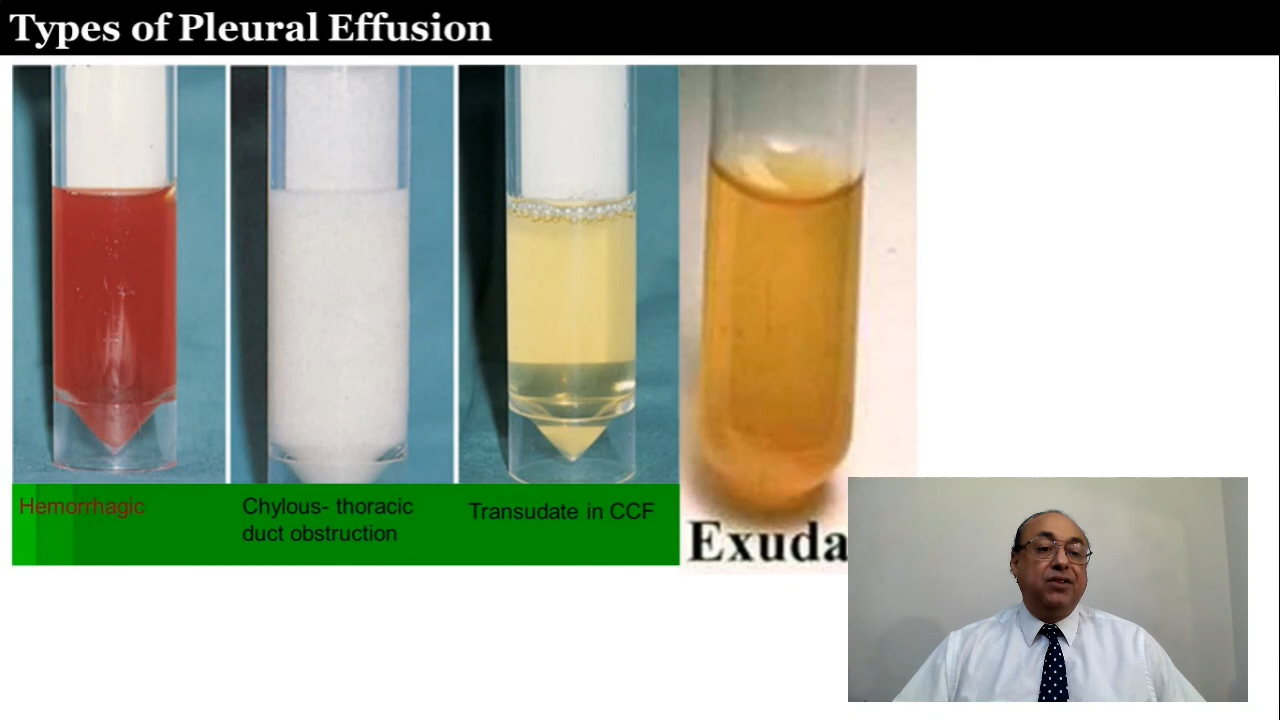 Types of Pleural Effusion
Hemorrhagic
Chylous- thoracic
duct obstruction
Transudate in CCF
Exuda